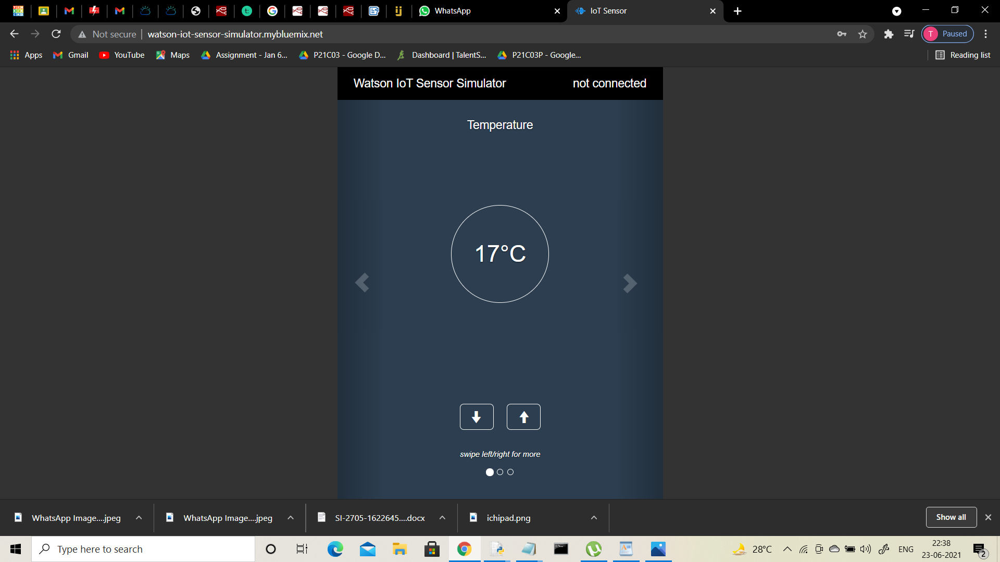 WhatsApp
IoT Sensor
Not secure
watson-iot-sensor-simulator.mybluemix.net
T Paused
Apps
Gmail
YouTube
Maps
Assignment - Jan 6...
P21C03 - Google D...
Dashboard | TalentS...
P21C03P - Google...
Reading list
Watson IoT Sensor Simulator
not connected
Temperature
17°C
swipe left/right for more
WhatsApp Image....jpeg
WhatsApp Image....jpeg
SI-2705-1622645....docx
ichipad.png
Show all
Type here to search
28°C
ENG
22:38
23-06-2021
2